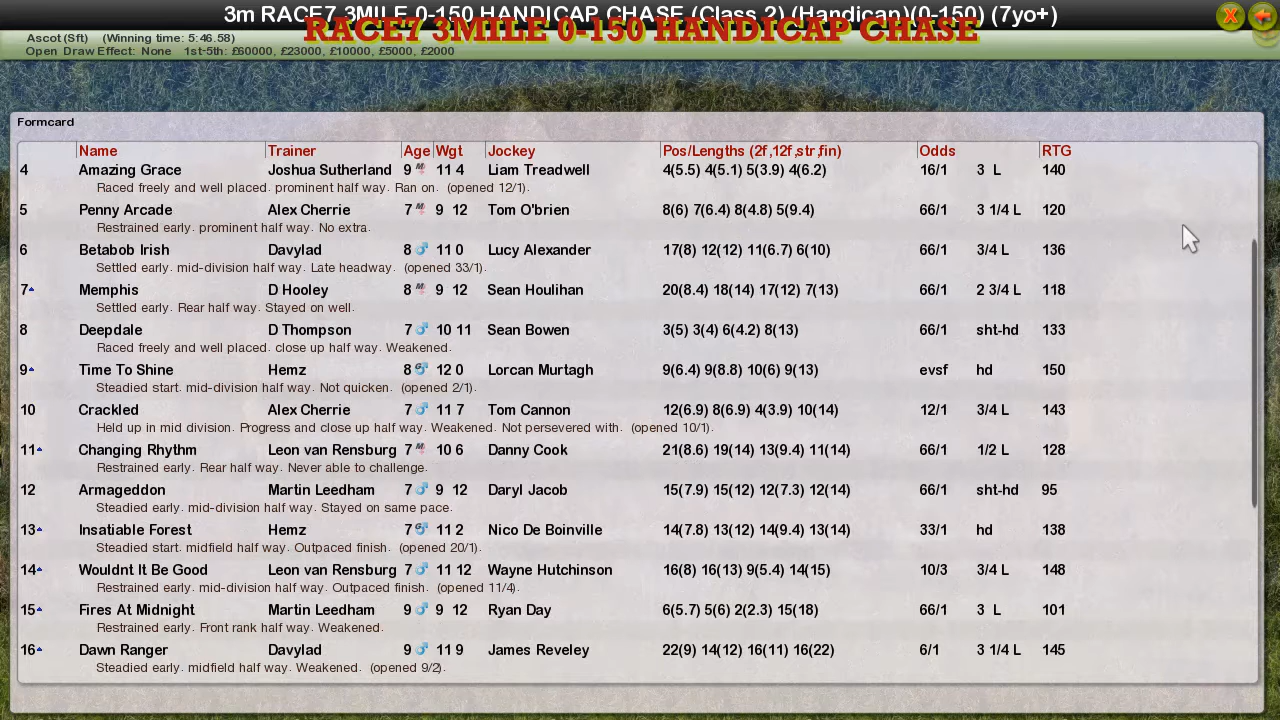 3m RACE7 3MILE 0-150 HANDICAP CHASE (Class 2) (Handicap)(0-150) (7yo+)
RACE7 3MILE 0-150 HANDICAP CHASE
Ascot(Sft) (Winning time: 5:46.58)
Open Draw Effect: None 1st-5th: £60000, £23000, £10000, £5000, £2000
Formcard
Name Trainer Age Wgt Jockey Pos/Lengths (2f,12f,str,fin) Odds RTG
4 Amazing Grace Joshua Sutherland 9 11 4 Liam Treadwell 4(5.5) 4(5.1) 5(3.9) 4(6.2) 16/1 3 L 140
Raced freely and well placed. prominent half way. Ran on. (opened 12/1).
5 Penny Arcade Alex Cherrie 7 9 12 Tom O'brien 8(6) 7(6.4) 8(4.8) 5(9.4) 66/1 3 1/4 L 120
Restrained early. prominent half way. No extra.
6 Betabob Irish Davylad 8 11 0 Lucy Alexander 17(8) 12(12) 11(6.7) 6(10) 66/1 3/4 L 136
Settled early. mid-division half way. Late headway. (opened 33/1).
7 Memphis D Hooley 8 9 12 Sean Houlihan 20(8.4) 18(14) 17(12) 7(13) 66/1 2 3/4 L 118
Settled early. Rear half way. Stayed on well.
8 Deepdale D Thompson 7 10 11 Sean Bowen 3(5) 3(4) 6(4.2) 8(13) 66/1 sht-hd 133
Raced freely and well placed. close up half way. Weakened.
9 Time To Shine Hemz 8 12 0 Lorcan Murtagh 9(6.4) 9(8.8) 10(6) 9(13) evsf hd 150
Steadied start. mid-division half way. Not quicken. (opened 2/1).
10 Crackled Alex Cherrie 7 11 7 Tom Cannon 12(6.9) 8(6.9) 4(3.9) 10(14) 12/1 3/4 L 143
Held up in mid division. Progress and close up half way. Weakened. Not persevered with. (opened 10/1).
11 Changing Rhythm Leon van Rensburg 7 10 6 Danny Cook 21(8.6) 19(14) 13(9.4) 11(14) 66/1 1/2 L 128
Restrained early. Rear half way. Never able to challenge.
12 Armageddon Martin Leedham 7 9 12 Daryl Jacob 15(7.9) 15(12) 12(7.3) 12(14) 66/1 sht-hd 95
Steadied early. mid-division half way. Stayed on same pace.
13 Insatiable Forest Hemz 7 11 2 Nico De Boinville 14(7.8) 13(12) 14(9.4) 13(14) 33/1 hd 138
Steadied start. midfield half way. Outpaced finish. (opened 20/1).
14 Wouldnt It Be Good Leon van Rensburg 7 11 12 Wayne Hutchinson 16(8) 16(13) 9(5.4) 14(15) 10/3 3/4 L 148
Restrained early. mid-division half way. Outpaced finish. (opened 11/4).
15 Fires At Midnight Martin Leedham 9 9 12 Ryan Day 6(5.7) 5(6) 2(2.3) 15(18) 66/1 3 L 101
Restrained early. Front rank half way. Weakened.
16 Dawn Ranger Davylad 9 11 9 James Reveley 22(9) 14(12) 16(11) 16(22) 6/1 3 1/4 L 145
Steadied early. midfield half way. Weakened. (opened 9/2).